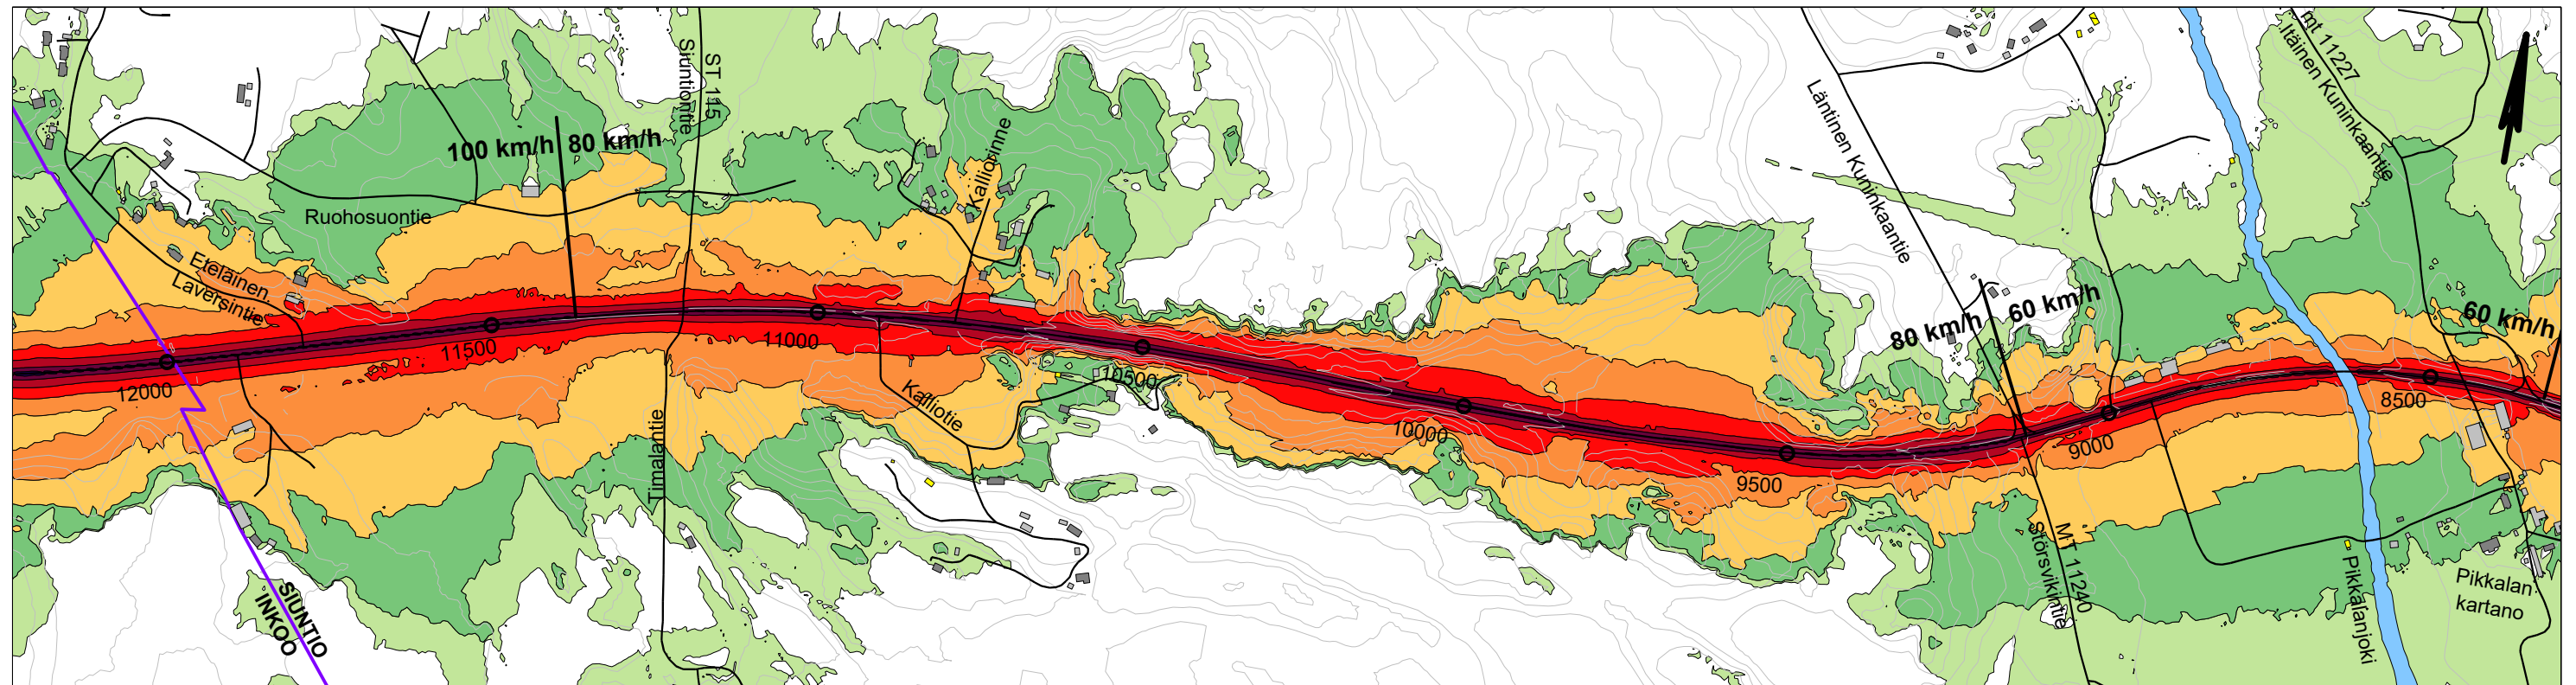 100 km/h
80 km/h
Siuntiontie
ST 115
Ruohosuontie
Eteläinen
Laversintie
Kalliorinne
Läntinen Kuninkaantie
mt 11227
Itäinen Kuninkaantie
80 km/h
60 km/h
60 km/h
12000
11500
11000
10500
10000
9500
9000
8500
Kalliotie
Timalantie
SIUNTIO
INKOO
MT 11240
Störsvikintie
Pikkalanjoki
Pikkalan
kartano